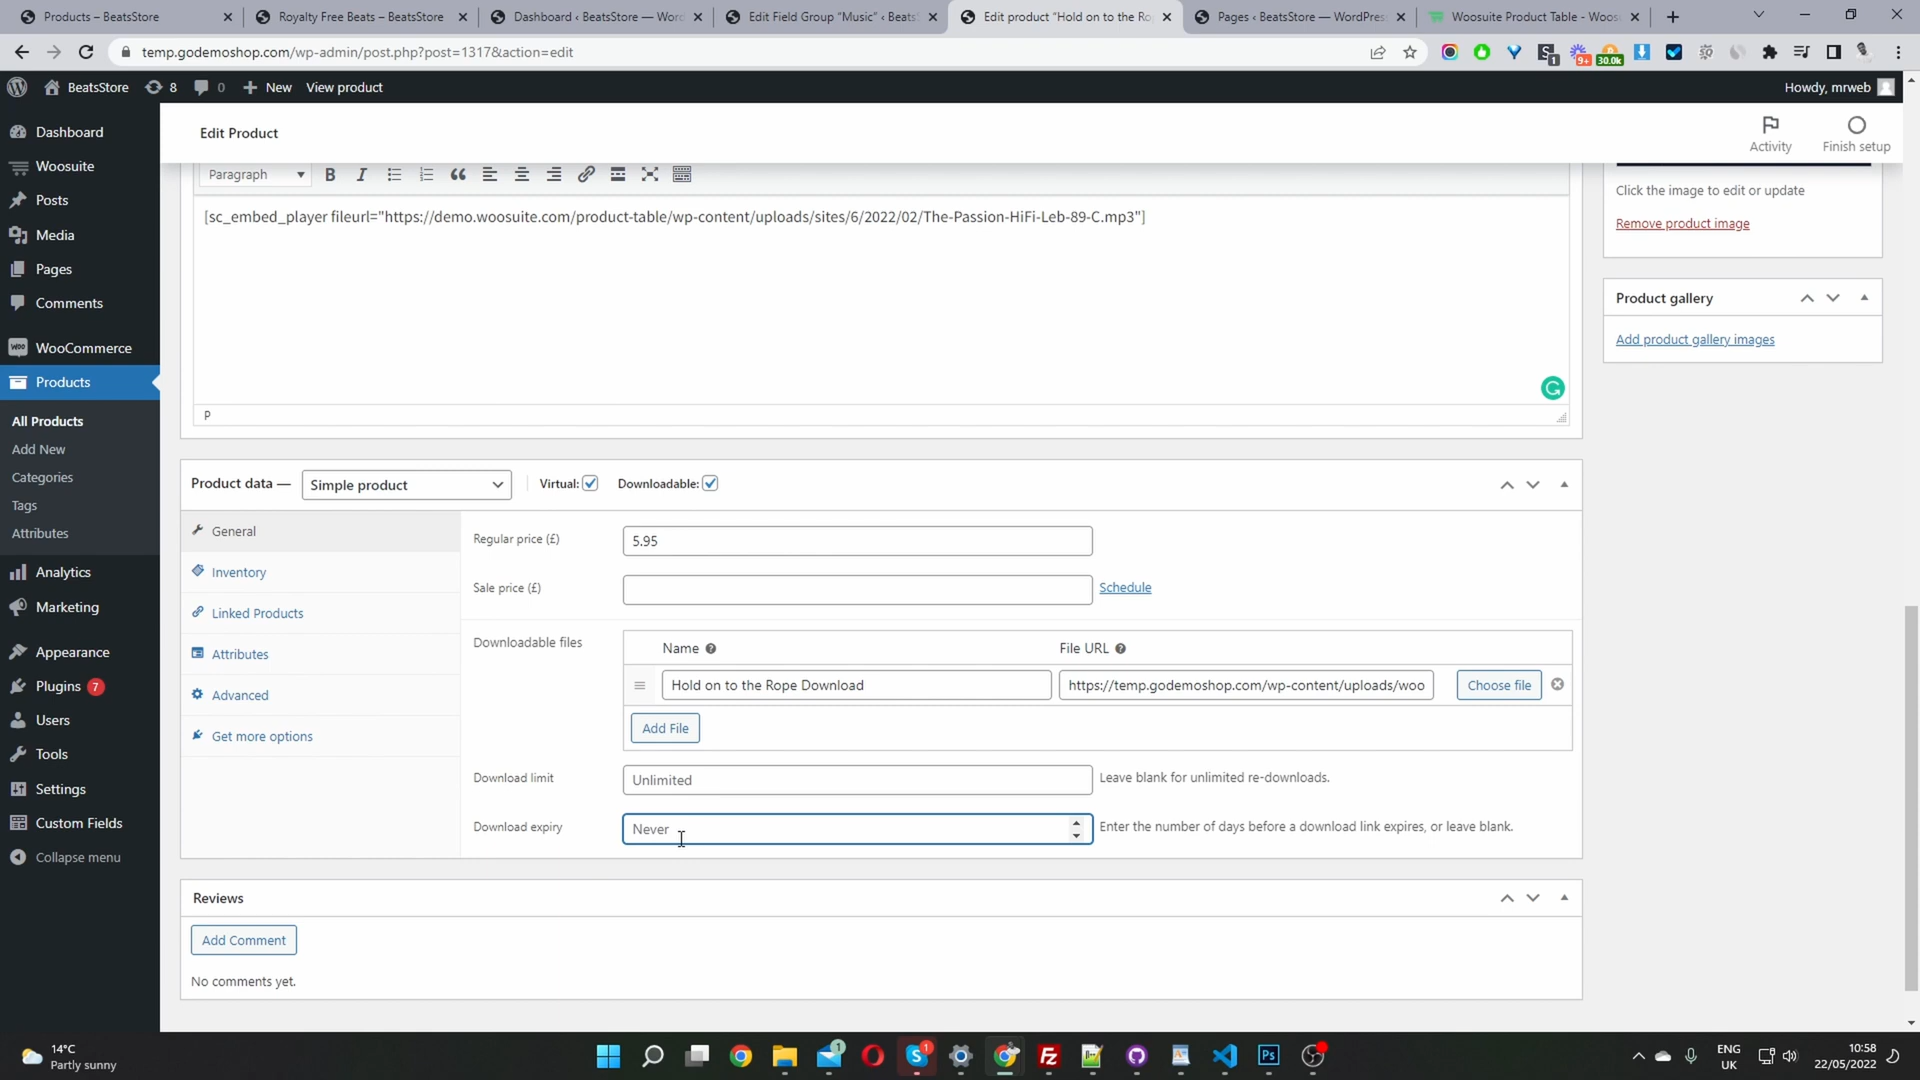 Products – BeatsStore
Royalty Free Beats – BeatsStore
Dashboard ‹ BeatsStore — Wor
Edit Field Group "Music" ‹ Beats
Edit product "Hold on to the Ro
Pages ‹ BeatsStore — WordPres
Woosuite Product Table - Woos
temp.godemoshop.com/wp-admin/post.php?post=1317&action=edit
1
9+
30.0k
BeatsStore
8
0
New
View product
Howdy, mrweb
Dashboard
Woosuite
Posts
Media
Pages
Comments
WooCommerce
Products
All Products
Add New
Categories
Tags
Attributes
Analytics
Marketing
Appearance
Plugins 7
Users
Tools
Settings
Custom Fields
Collapse menu
Edit Product
Activity
Finish setup
Paragraph
[sc_embed_player fileurl="https://demo.woosuite.com/product-table/wp-content/uploads/sites/6/2022/02/The-Passion-HiFi-Leb-89-C.mp3"]
P
Click the image to edit or update
Remove product image
Product gallery
Add product gallery images
Product data —
Simple product
Virtual:
Downloadable:
General
Inventory
Linked Products
Attributes
Advanced
Get more options
Regular price (£)
5.95
Sale price (£)
Schedule
Downloadable files
Name
File URL
Hold on to the Rope Download
https://temp.godemoshop.com/wp-content/uploads/woo
Choose file
Add File
Download limit
Unlimited
Leave blank for unlimited re-downloads.
Download expiry
Never
Enter the number of days before a download link expires, or leave blank.
Reviews
Add Comment
No comments yet.
14°C
Partly sunny
1
1
Ps
ENG
UK
10:58
22/05/2022